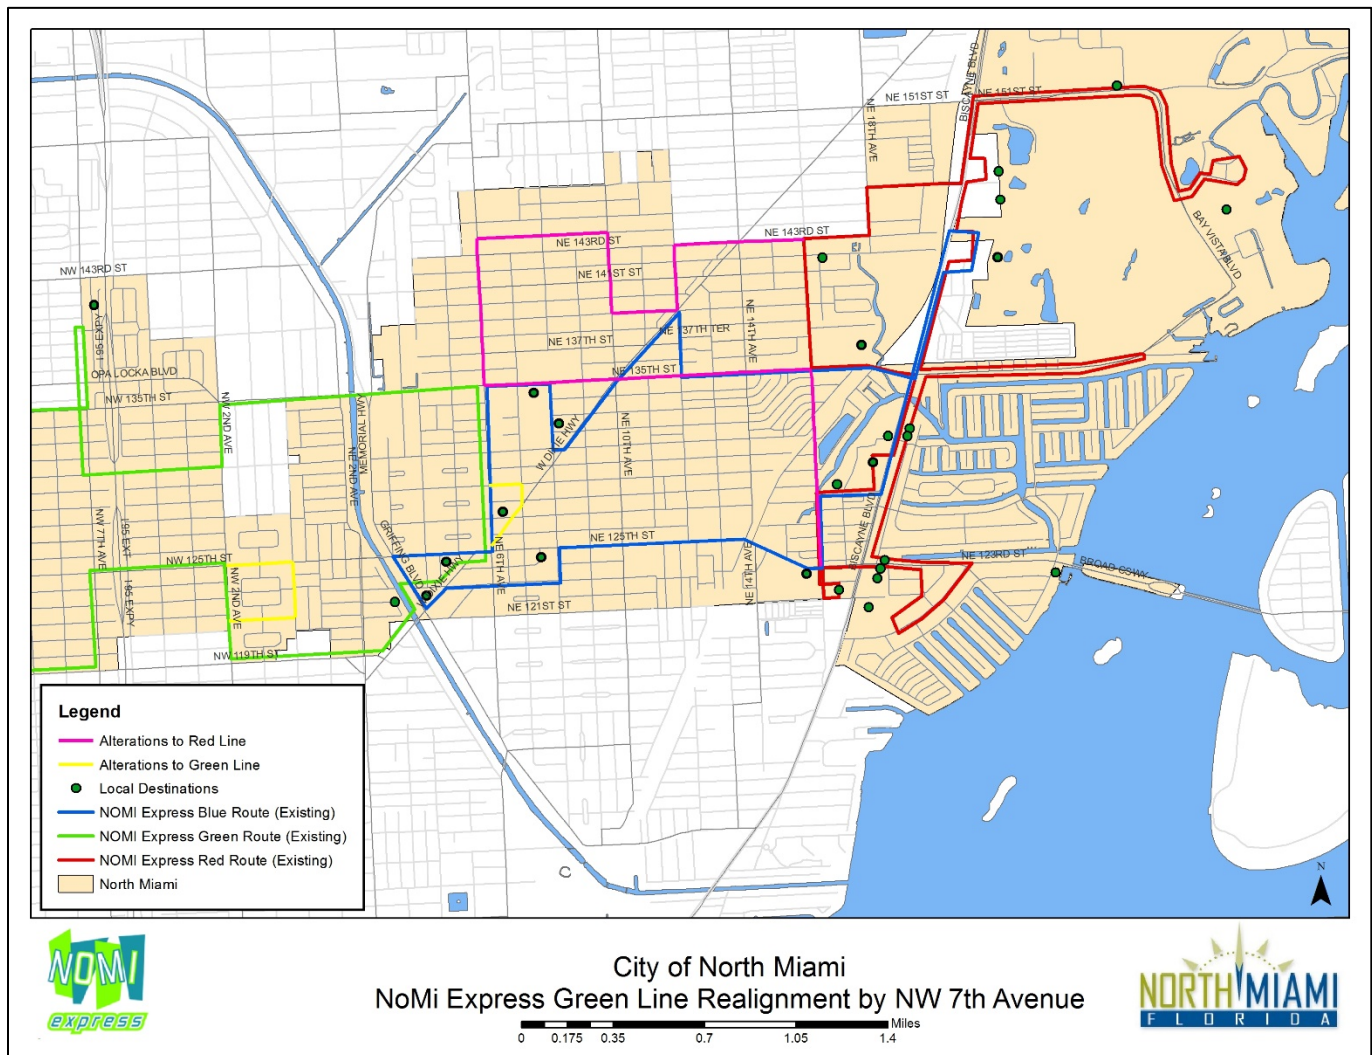 BISCAYNE BLVD
NE 151ST ST
NE 151ST ST
NE 18TH AVE
BAY VISTA BLVD
NE 143RD ST
NE 143RD ST
NW 143RD ST
NE 141ST ST
I 95 EXPY
NE 137TH TER
NE 14TH AVE
NE 137TH ST
OPA LOCKA BLVD
NE 135TH ST
NW 135TH ST
NW 2ND AVE
MEMORIAL HWY
NE 2ND AVE
W DIXIE HWY
NE 10TH AVE
BISCAYNE BLVD
NW 7TH AVE
I 95 EXT
NE 125TH ST
NW 125TH ST
GRIFFING BLVD
NE 6TH AVE
NE 14TH AVE
NE 123RD ST
BROAD CSWY
NW 2ND AVE
I 95 EXPY
NE 121ST ST
NW 119TH ST
Legend
Alterations to Red Line
Alterations to Green Line
Local Destinations
NOMI Express Blue Route (Existing)
NOMI Express Green Route (Existing)
NOMI Express Red Route (Existing)
North Miami
N
NOMI
express
City of North Miami
NoMi Express Green Line Realignment by NW 7th Avenue
Miles
0 0.175 0.35 0.7 1.05 1.4
NORTH MIAMI
FLORIDA